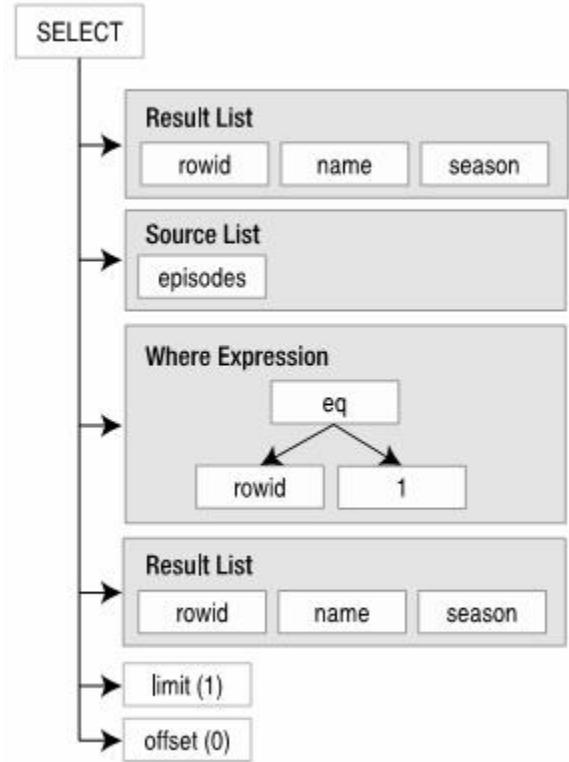 SELECT
Result List
rowid name season
Source List
episodes
Where Expression
eq
rowid 1
Result List
rowid name season
limit (1)
offset (0)